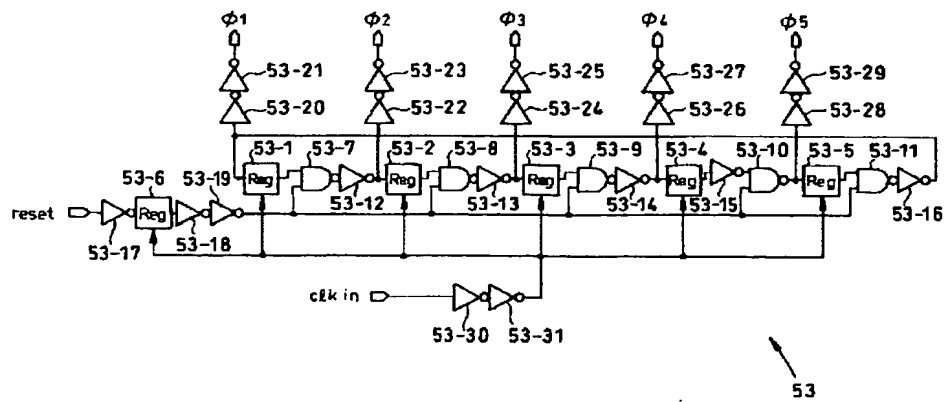 ϕ1 ϕ2 ϕ3 ϕ4 ϕ5
53-21 53-23 53-25 53-27 53-29
53-20 53-22 53-24 53-26 53-28
53-1 53-7 53-2 53-8 53-3 53-9 53-4 53-10 53-5 53-11
53-6 53-19
Reg Reg Reg Reg Reg
reset Reg
53-12 53-13 53-14 53-15 53-16
53-17 53-18
clk in
53-30 53-31
53